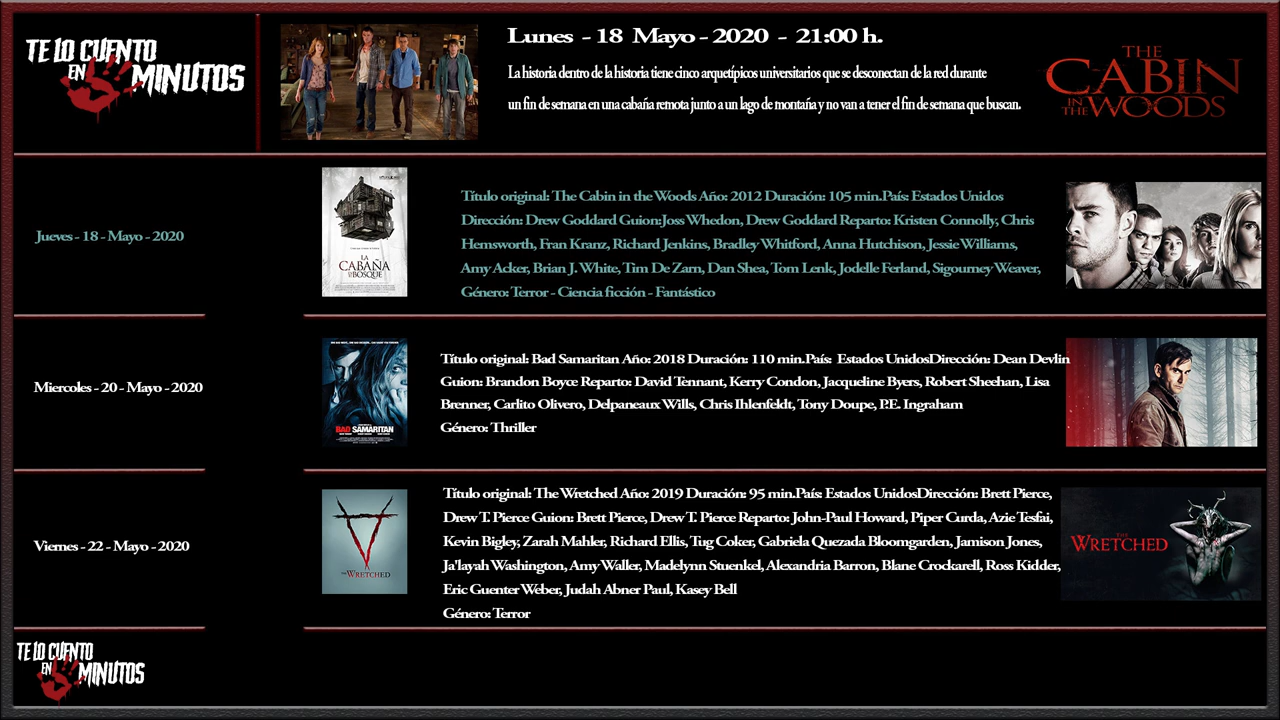 TE LO CUENTO
EN MINUTOS
Lunes - 18 Mayo - 2020 - 21:00 h.
La historia dentro de la historia tiene cinco arquetípicos universitarios que se desconectan de la red durante
un fin de semana en una cabaña remota junto a un lago de montaña y no van a tener el fin de semana que buscan.
THE
CABIN
IN THE WOODS
Jueves - 18 - Mayo - 2020
LA
CABAÑA
EN EL BOSQUE
Título original: The Cabin in the Woods Año: 2012 Duración: 105 min.País: Estados Unidos
Dirección: Drew Goddard Guion:Joss Whedon, Drew Goddard Reparto: Kristen Connolly, Chris
Hemsworth, Fran Kranz, Richard Jenkins, Bradley Whitford, Anna Hutchison, Jessie Williams,
Amy Acker, Brian J. White, Tim De Zarn, Dan Shea, Tom Lenk, Jodelle Ferland, Sigourney Weaver,
Género: Terror - Ciencia ficción - Fantástico
Miercoles - 20 - Mayo - 2020
BAD SAMARITAN
Título original: Bad Samaritan Año: 2018 Duración: 110 min.País: Estados UnidosDirección: Dean Devlin
Guion: Brandon Boyce Reparto: David Tennant, Kerry Condon, Jacqueline Byers, Robert Sheehan, Lisa
Brenner, Carlito Olivero, Delpaneaux Wills, Chris Ihlenfeldt, Tony Doupe, P.E. Ingraham
Género: Thriller
Viernes - 22 - Mayo - 2020
THE WRETCHED
Título original: The Wretched Año: 2019 Duración: 95 min.País: Estados UnidosDirección: Brett Pierce,
Drew T. Pierce Guion: Brett Pierce, Drew T. Pierce Reparto: John-Paul Howard, Piper Curda, Azie Tesfai,
Kevin Bigley, Zarah Mahler, Richard Ellis, Tug Coker, Gabriela Quezada Bloomgarden, Jamison Jones,
Ja'layah Washington, Amy Waller, Madelynn Stuenkel, Alexandria Barron, Blane Crockarell, Ross Kidder,
Eric Guenter Weber, Judah Abner Paul, Kasey Bell
Género: Terror
THE
WRETCHED
TE LO CUENTO
EN MINUTOS